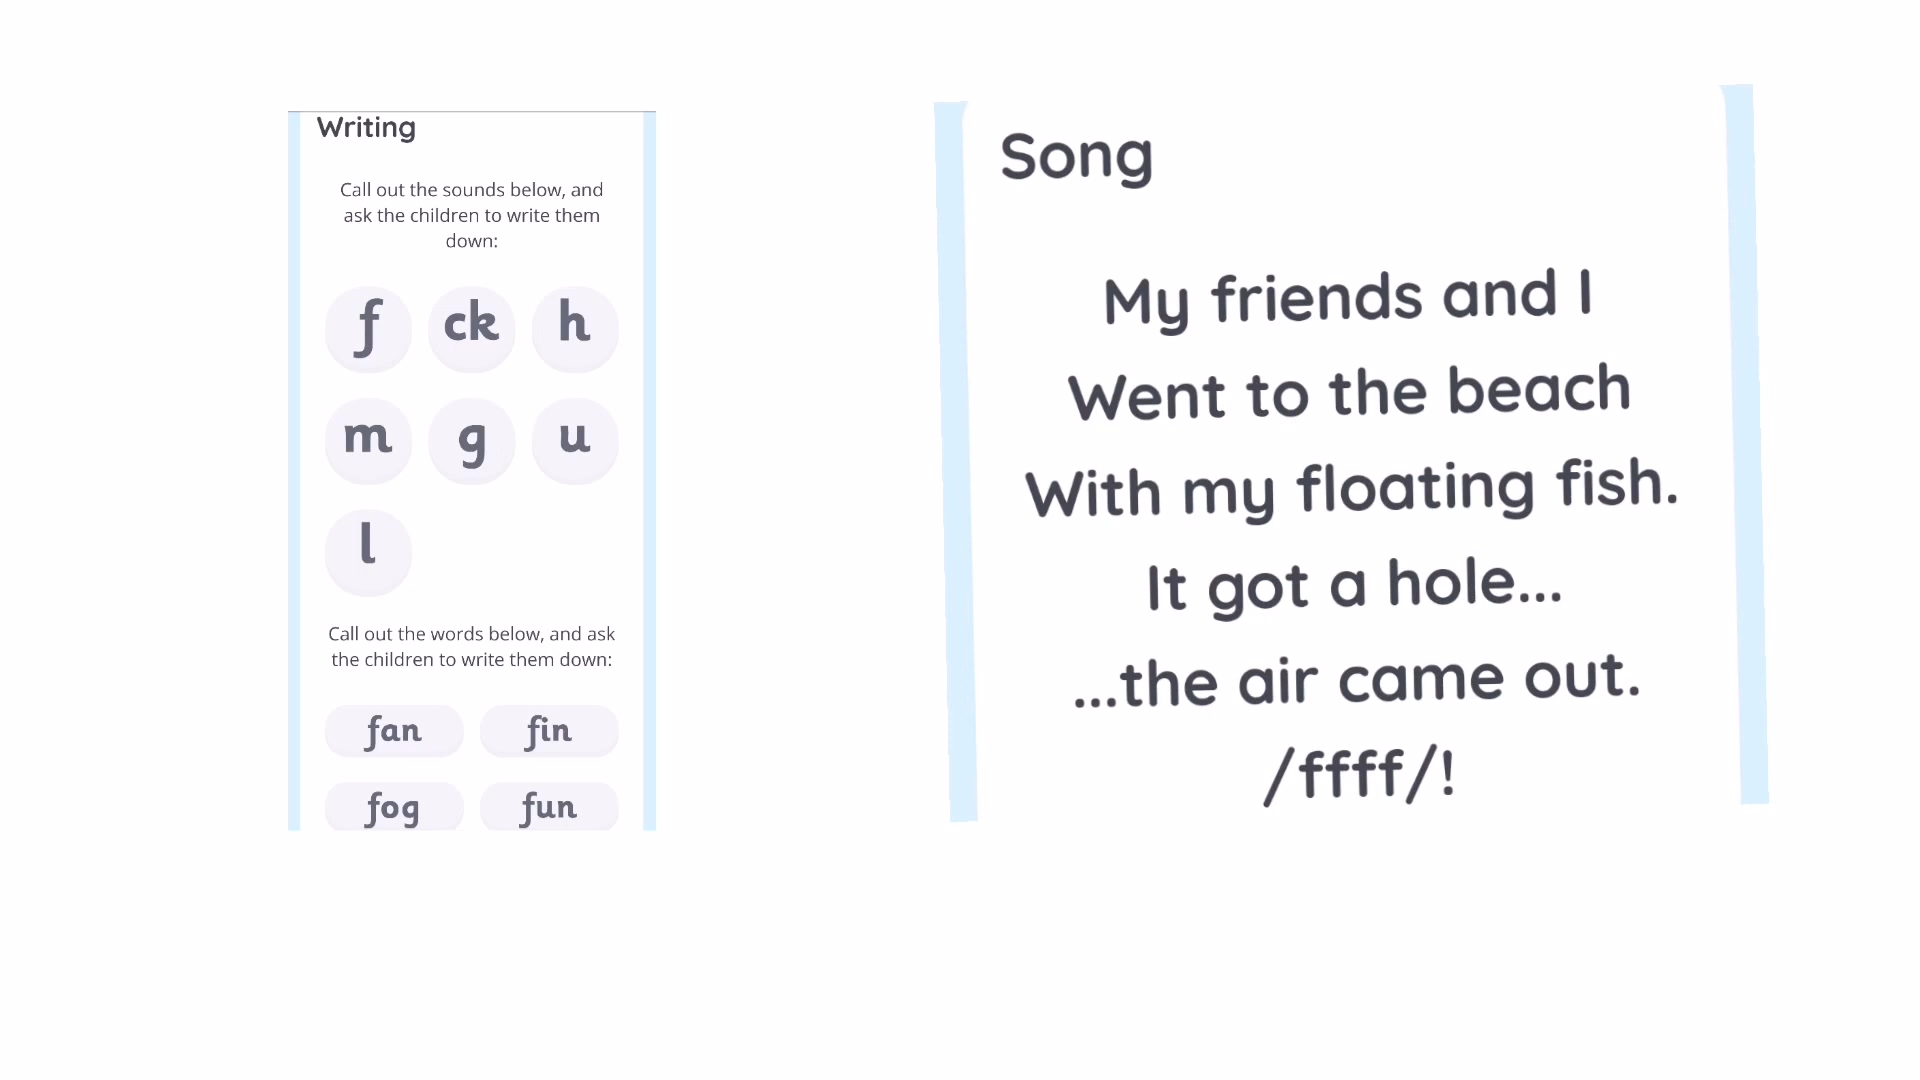 Writing
Call out the sounds below, and
ask the children to write them
down:
f ck h
m g u
l
Call out the words below, and ask
the children to write them down:
fan fin
fog fun
Song
My friends and I
Went to the beach
With my floating fish.
It got a hole...
...the air came out.
/ffff/!